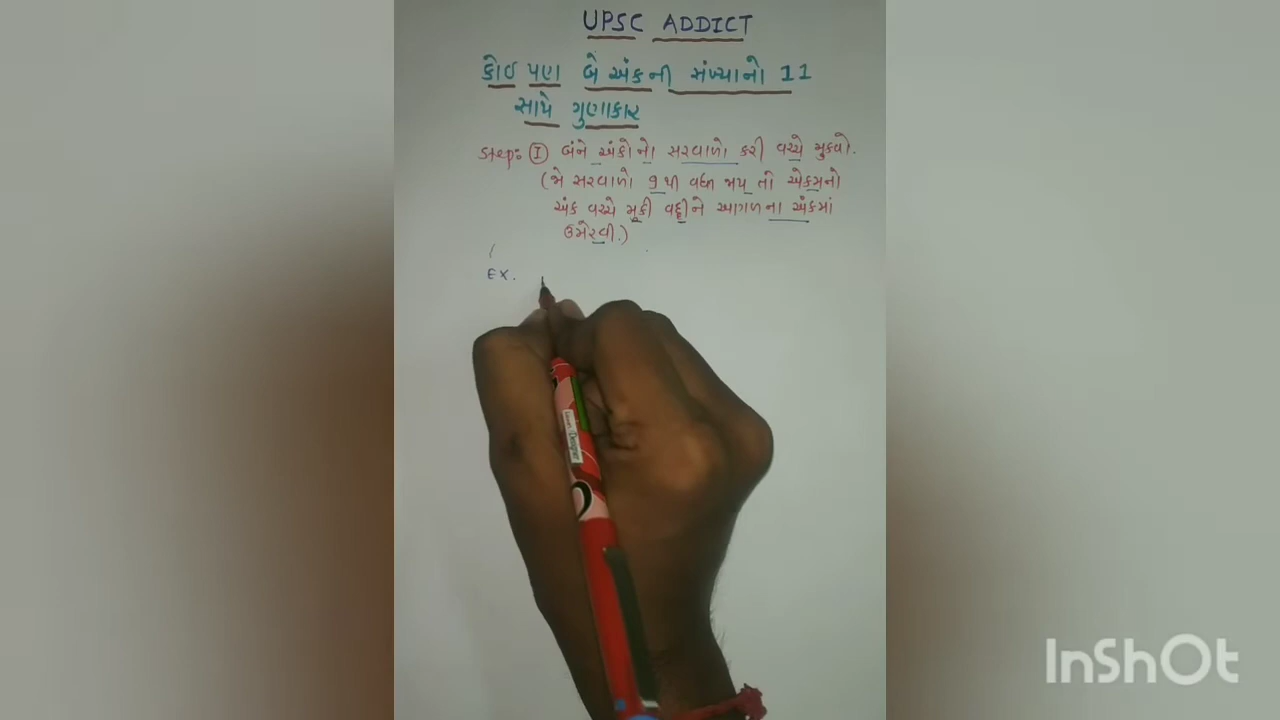 UPSC ADDICT
કોઈ પણ બે અંકની સંખ્યાનો 11
સાથે ગુણાકાર
Step: (I) બંને અંકોનો સરવાળો કરી વચ્ચે મુકવો.
(જો સરવાળો 9 થી વધી જાય તો એકમનો
અંક વચ્ચે મૂકી વદ્દીને આગળના અંકમાં
ઉમેરવી.)
Ex.
InShOt